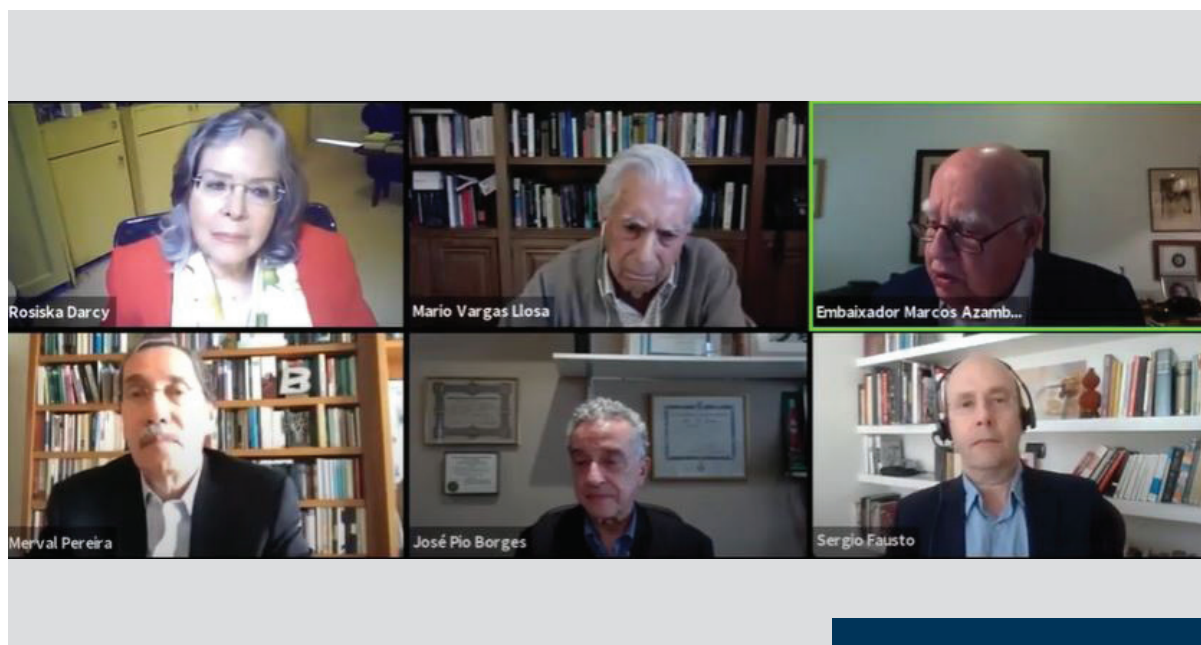 Rosiska Darcy
Mario Vargas Llosa
Embaixador Marcos Azamb...
Merval Pereira
José Pio Borges
Sergio Fausto